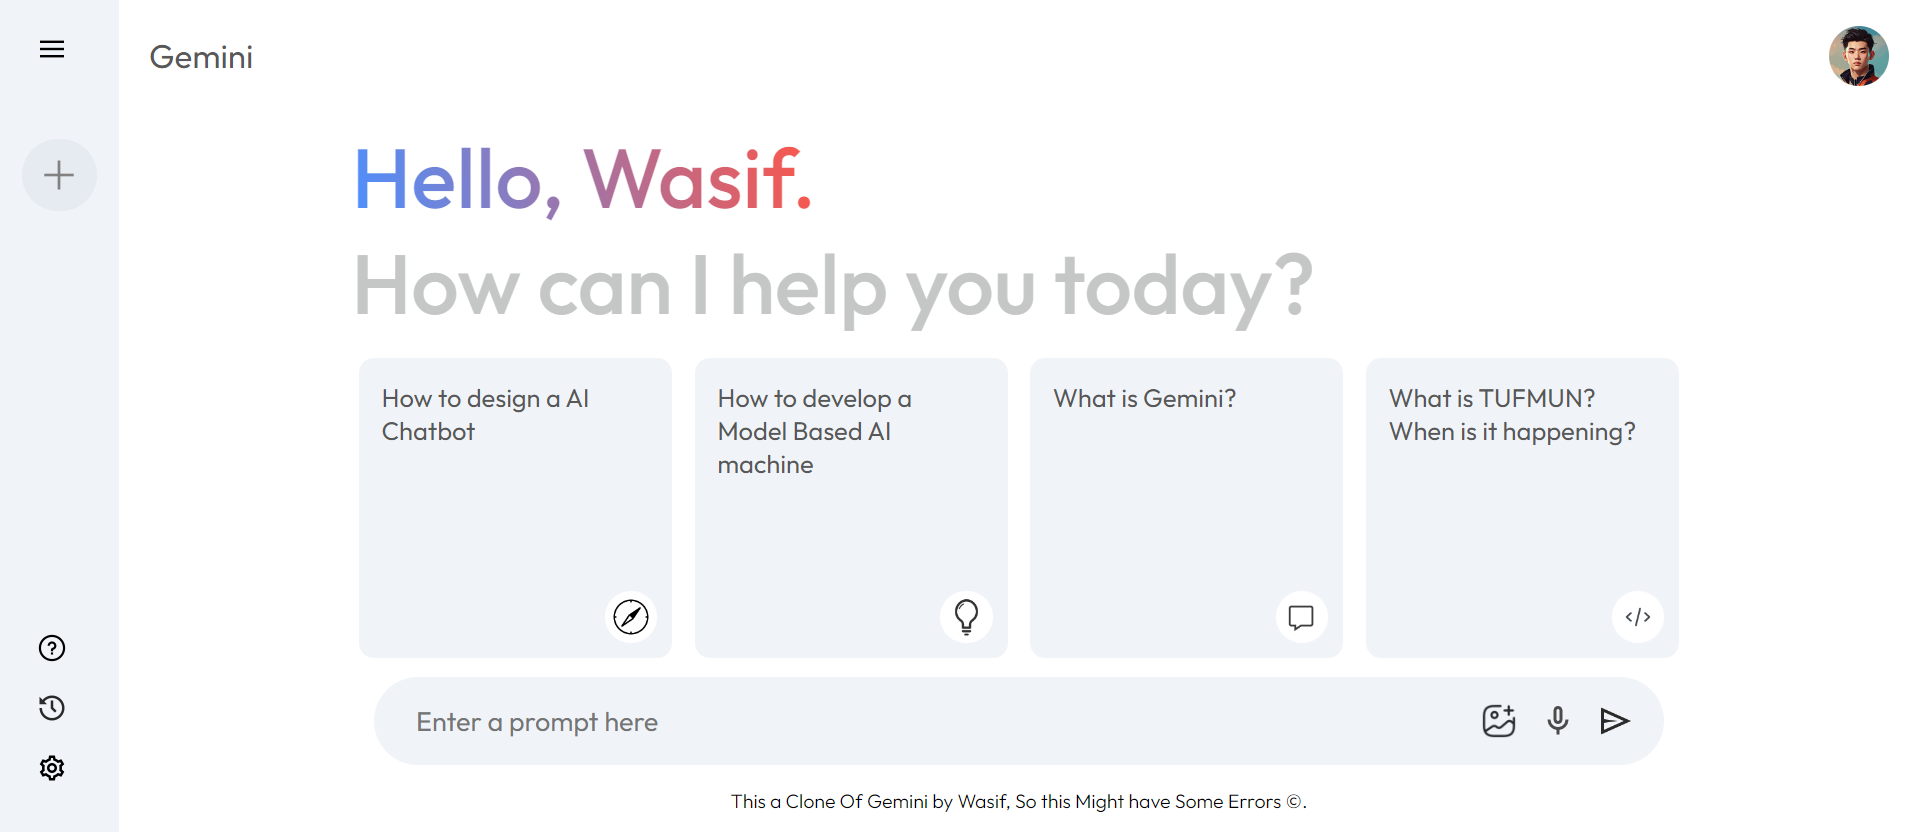 Gemini
Hello, Wasif.
How can I help you today?
How to design a AI
Chatbot
How to develop a
Model Based AI
machine
What is Gemini?
What is TUFMUN?
When is it happening?
Enter a prompt here
This a Clone Of Gemini by Wasif, So this Might have Some Errors ©.